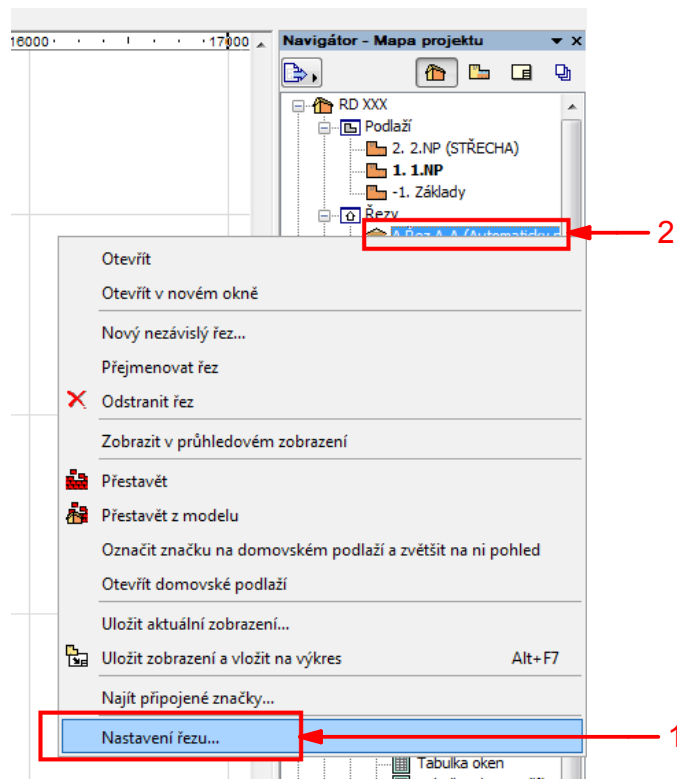 16000 17000
Navigátor - Mapa projektu
RD XXX
Podlaží
2. 2.NP (STŘECHA)
1. 1.NP
-1. Základy
Řezy
A Řez A-A (Automaticky
2
Otevřít
Otevřít v novém okně
Nový nezávislý řez...
Přejmenovat řez
Odstranit řez
Zobrazit v průhledovém zobrazení
Přestavět
Přestavět z modelu
Označit značku na domovském podlaží a zvětšit na ni pohled
Otevřít domovské podlaží
Uložit aktuální zobrazení...
Uložit zobrazení a vložit na výkres Alt+F7
Najít připojené značky...
Nastavení řezu...
1
Tabulka oken